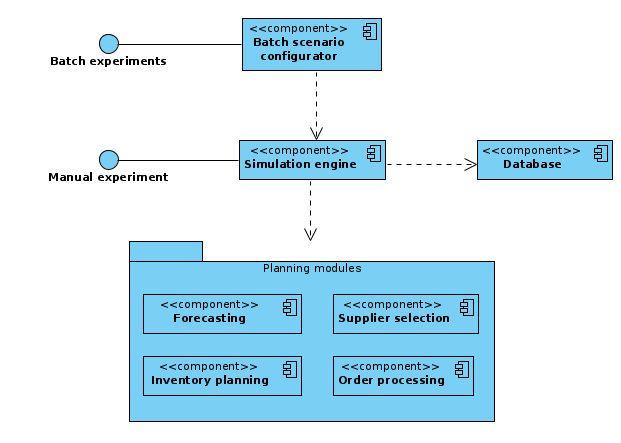 <<component>>
Batch scenario
configurator
Batch experiments
<<component>>
Simulation engine
Manual experiment
<<component>>
Database
Planning modules
<<component>>
Forecasting
<<component>>
Supplier selection
<<component>>
Inventory planning
<<component>>
Order processing